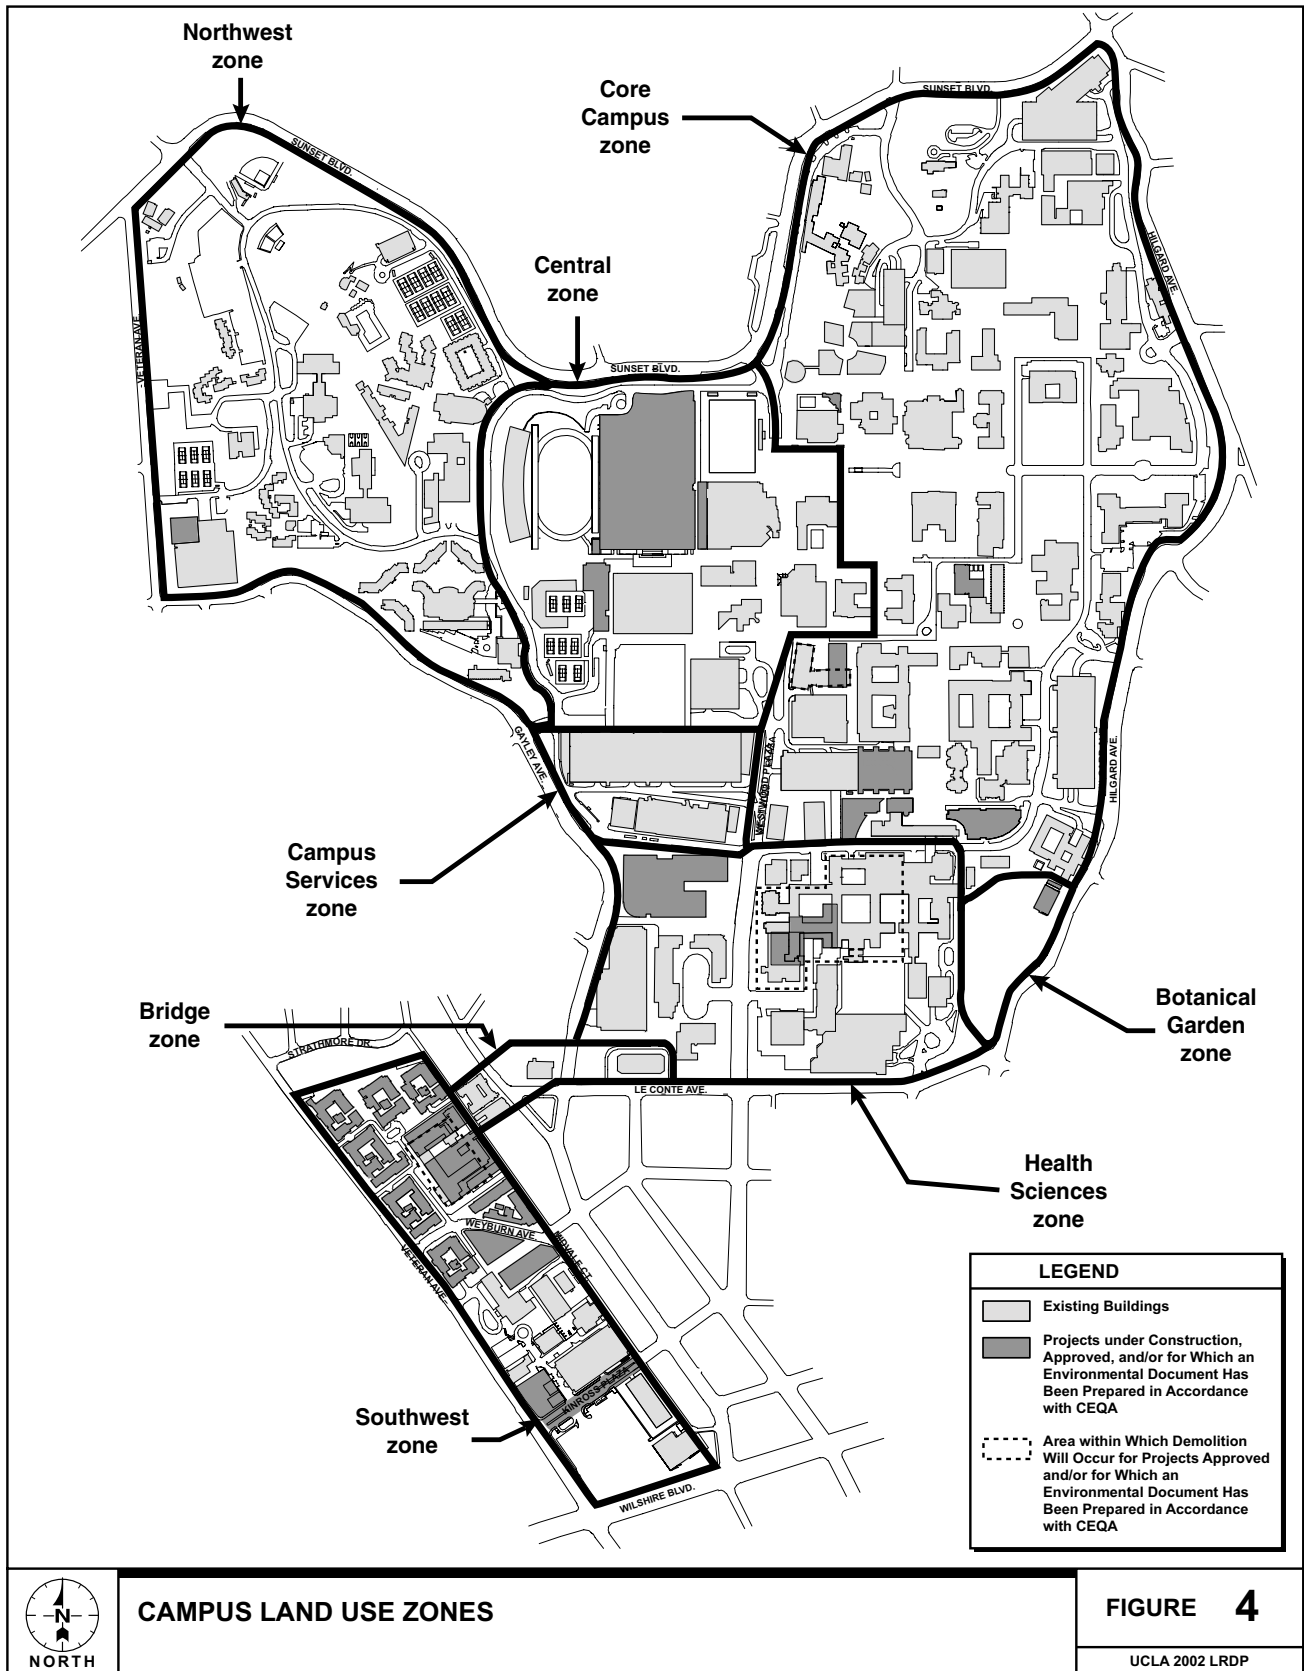 Northwest
zone
Core
Campus
zone
SUNSET BLVD.
SUNSET BLVD.
HILGARD AVE.
Central
zone
VETERAN AVE.
SUNSET BLVD.
GAYLEY AVE.
WESTWOOD PLAZA
HILGARD AVE.
Campus
Services
zone
Bridge
zone
STRATHMORE DR.
Botanical
Garden
zone
LE CONTE AVE.
Health
Sciences
zone
WEYBURN AVE.
MIDVALE CT.
VETERAN AVE.
KINROSS PLAZA
Southwest
zone
WILSHIRE BLVD.
LEGEND
Existing Buildings
Projects under Construction,
Approved, and/or for Which an
Environmental Document Has
Been Prepared in Accordance
with CEQA
Area within Which Demolition
Will Occur for Projects Approved
and/or for Which an
Environmental Document Has
Been Prepared in Accordance
with CEQA
N
NORTH
CAMPUS LAND USE ZONES
FIGURE 4
UCLA 2002 LRDP